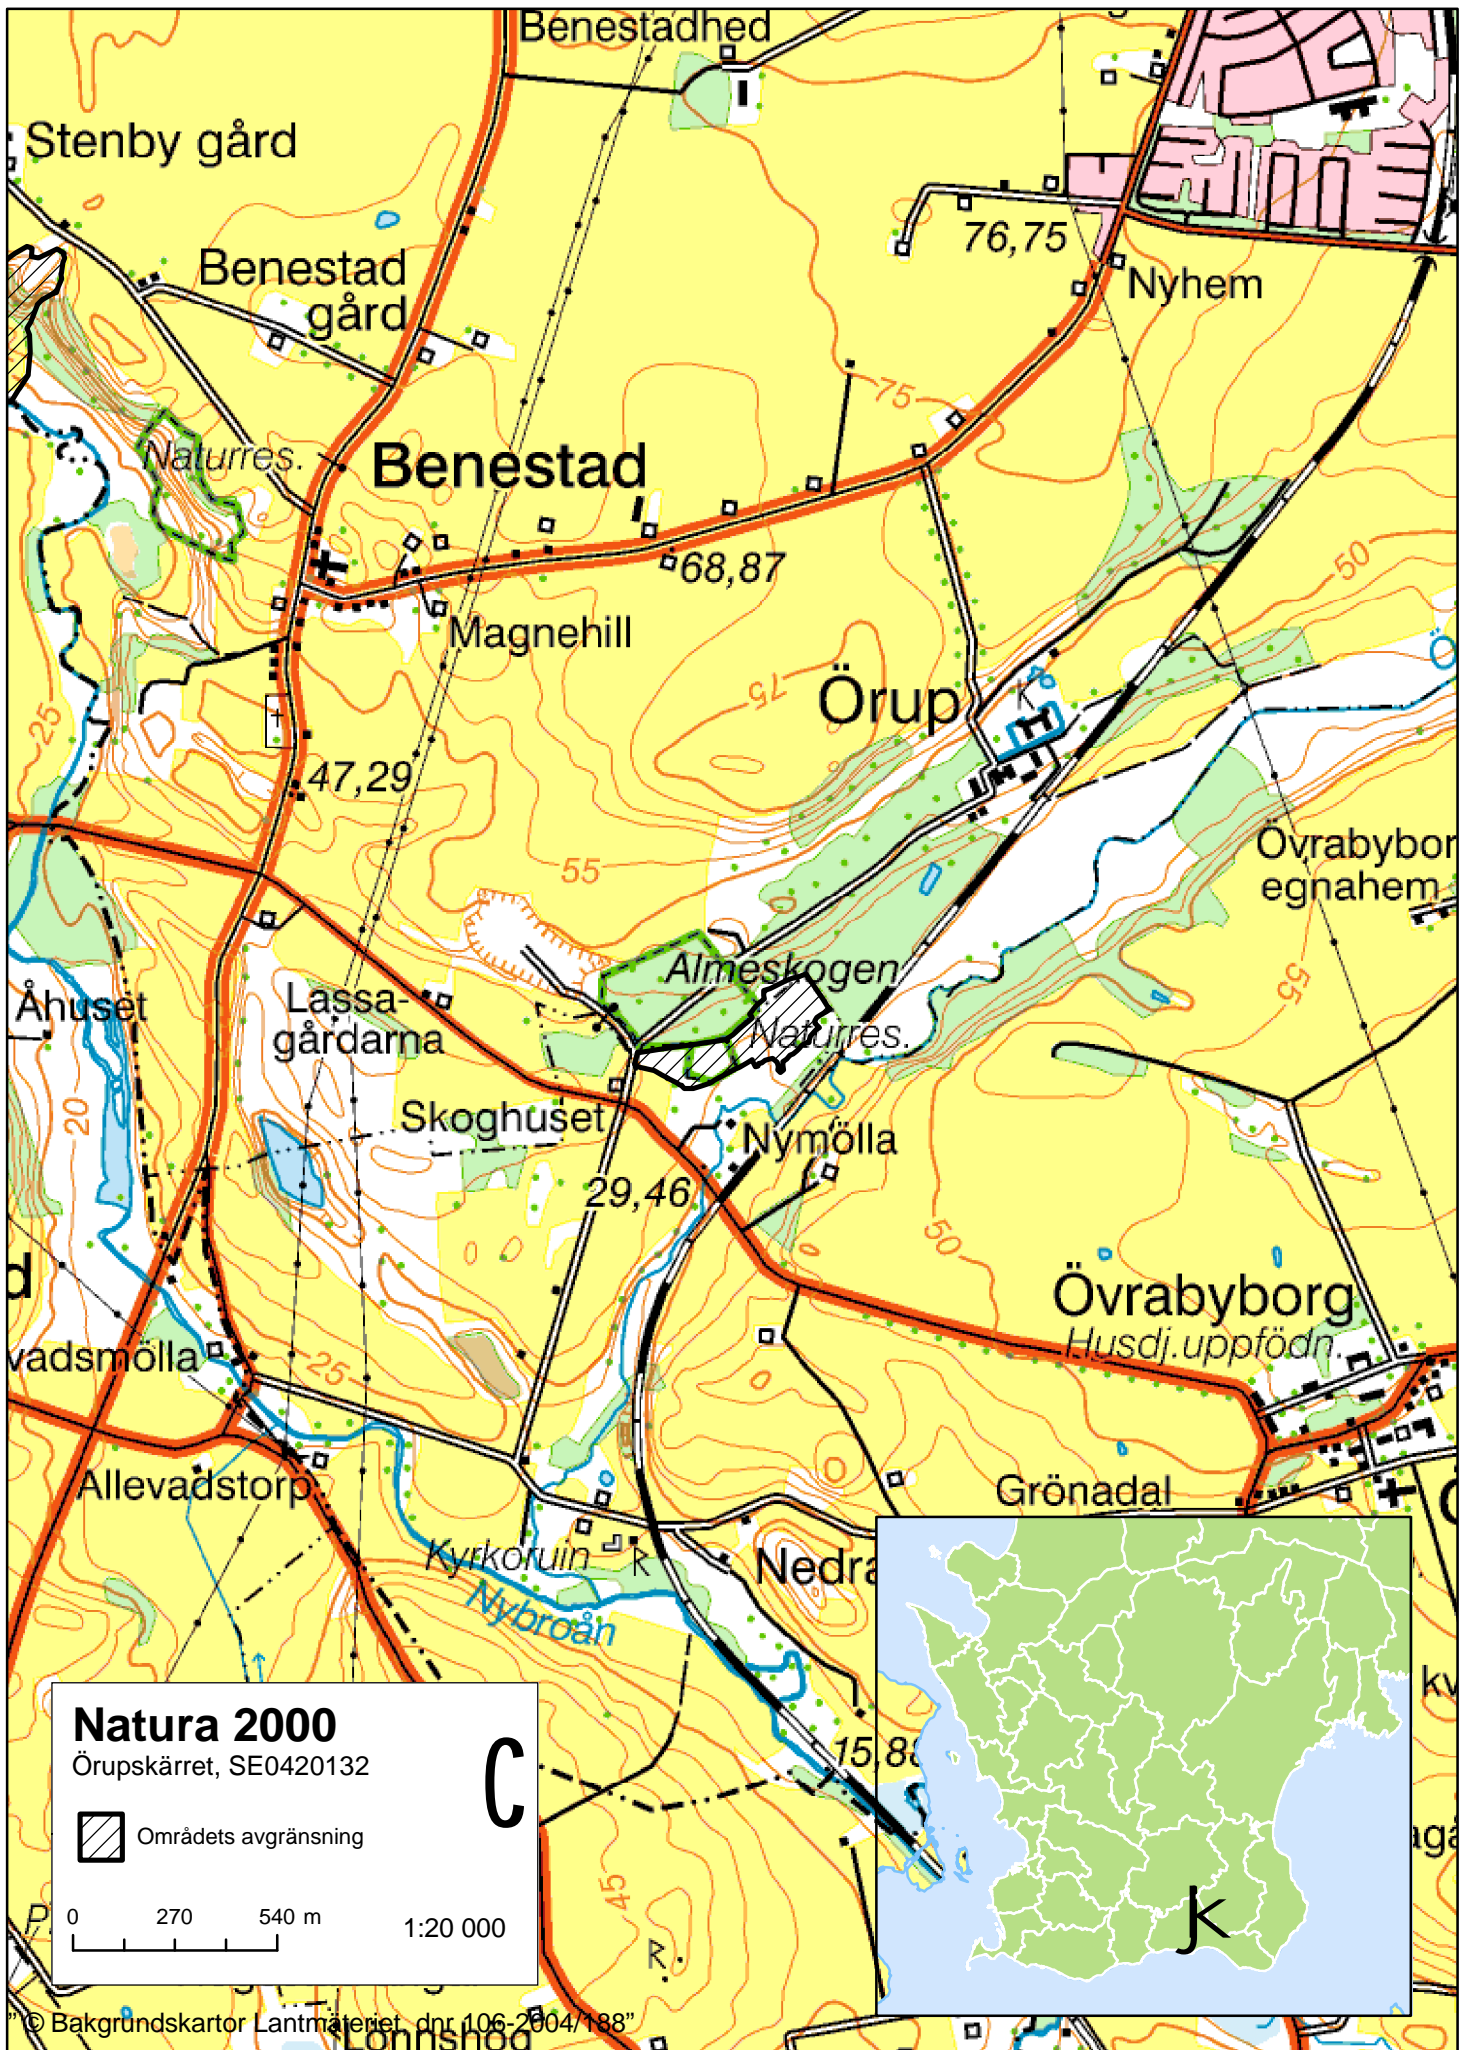 Benestadhed
Stenby gård
Benestad
gård
76,75
Nyhem
75
Naturres.
Benestad
68,87
50
Magnehill
25
75
Örup
Ö
47,29
55
Övrabybor
egnahem
Almeskogen
55
Åhuset
Lassa-
gårdarna
Naturres.
20
Skoghuset
Nymölla
29,46
50
d
Övrabyborg
Husdj.uppfödn.
vadsmölla
25
Allevadstorp
Grönadal
Kyrkoruin
R
Nedra
Nybroån
kv
15,88
Natura 2000
Örupskärret, SE0420132
Områdets avgränsning
0 270 540 m
1:20 000
45
R
" © Bakgrundskartor Lantmäteriet, dnr 106-2004/188"
Lönnshög